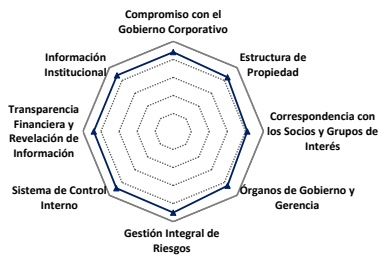 Compromiso con el
Gobierno Corporativo
Estructura de
Propiedad
Correspondencia con
los Socios y Grupos de
Interés
Órganos de Gobierno y
Gerencia
Gestión Integral de
Riesgos
Sistema de Control
Interno
Transparencia
Financiera y
Revelación de
Información
Información
Institucional